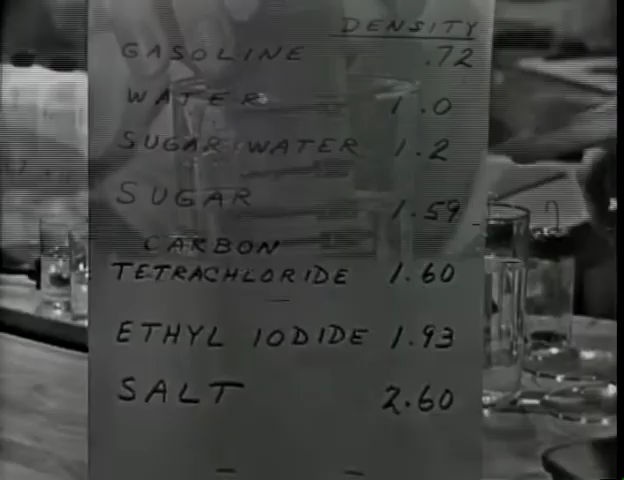 DENSITY
GASOLINE .72
WATER 1.0
SUGAR WATER 1.2
SUGAR 1.59
CARBON
TETRACHLORIDE 1.60
ETHYL IODIDE 1.93
SALT 2.60